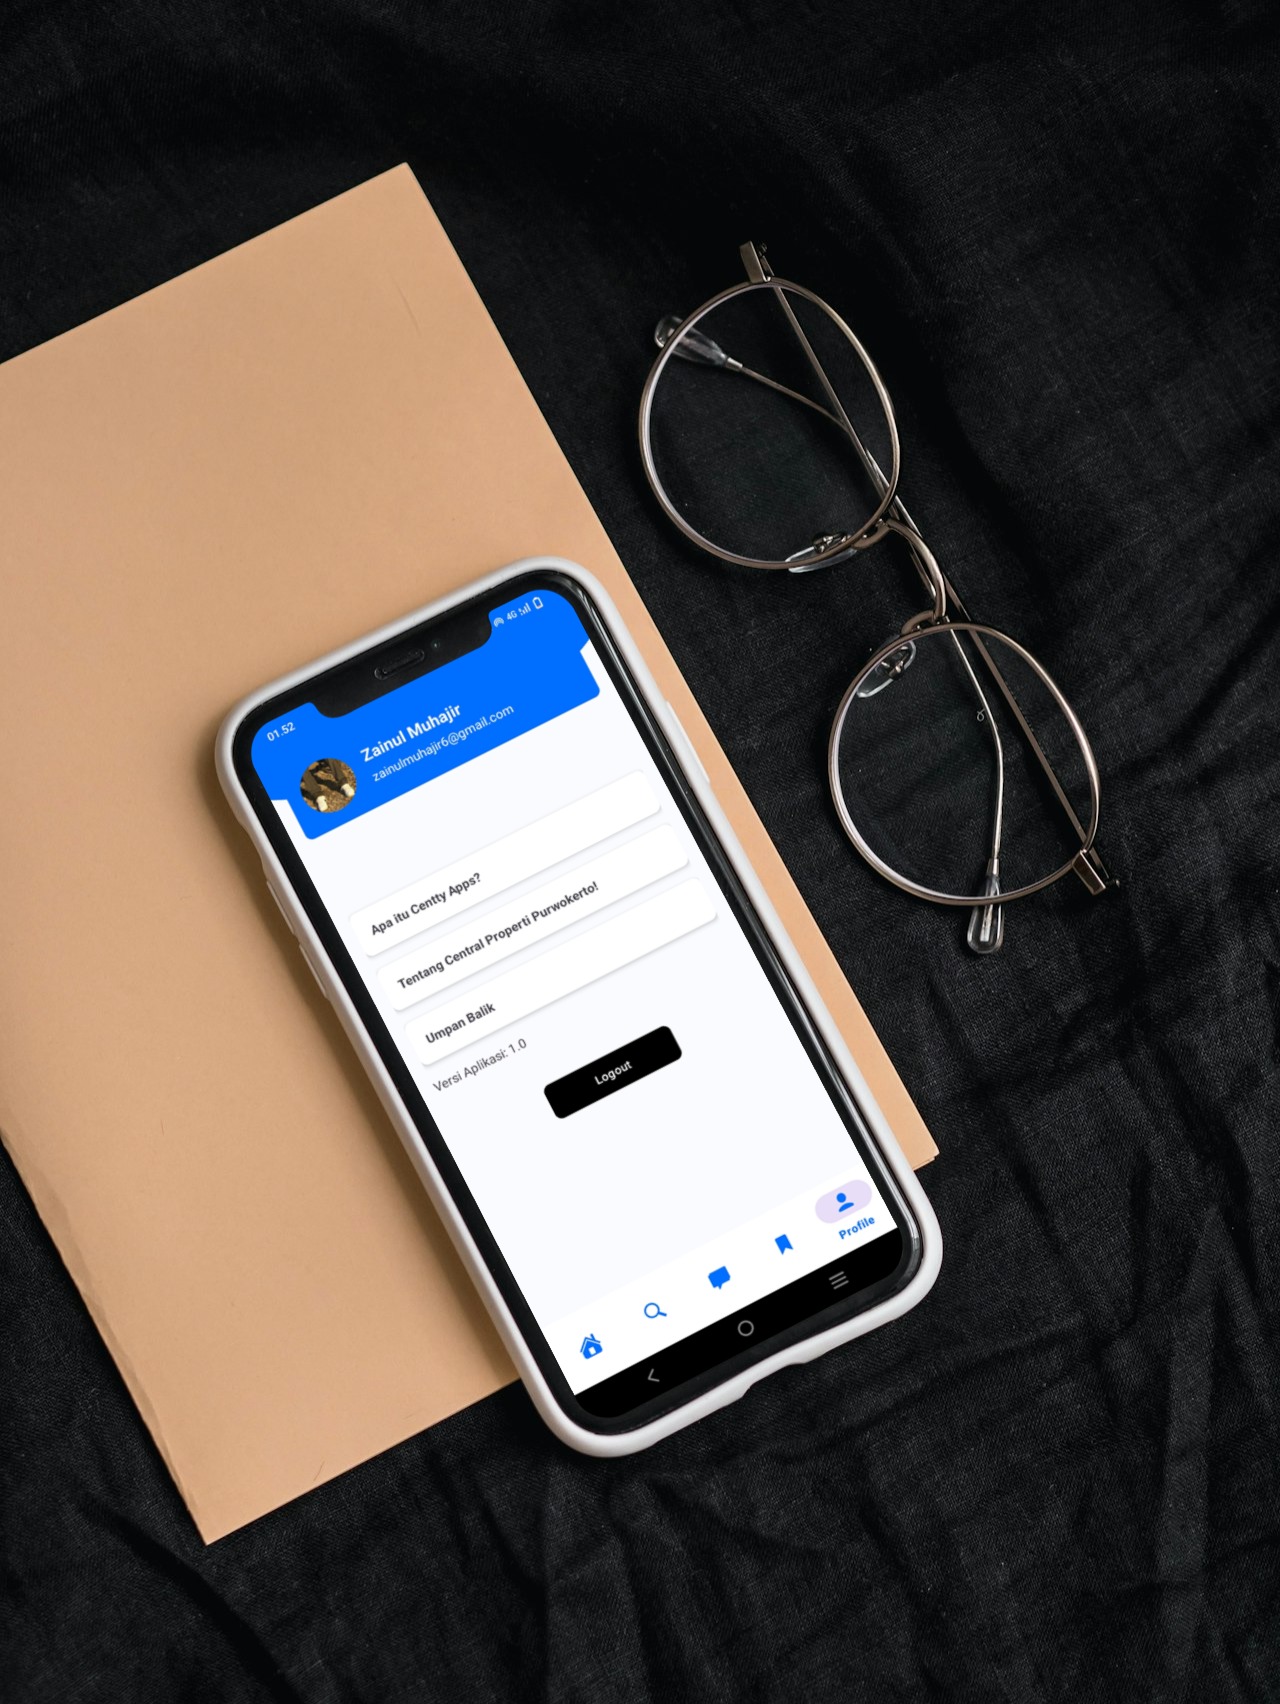 01.52
4G
Zainul Muhajir
zainulmuhajir6@gmail.com
Apa itu Centty Apps?
Tentang Central Properti Purwokerto!
Umpan Balik
Versi Aplikasi: 1.0
Logout
Profile